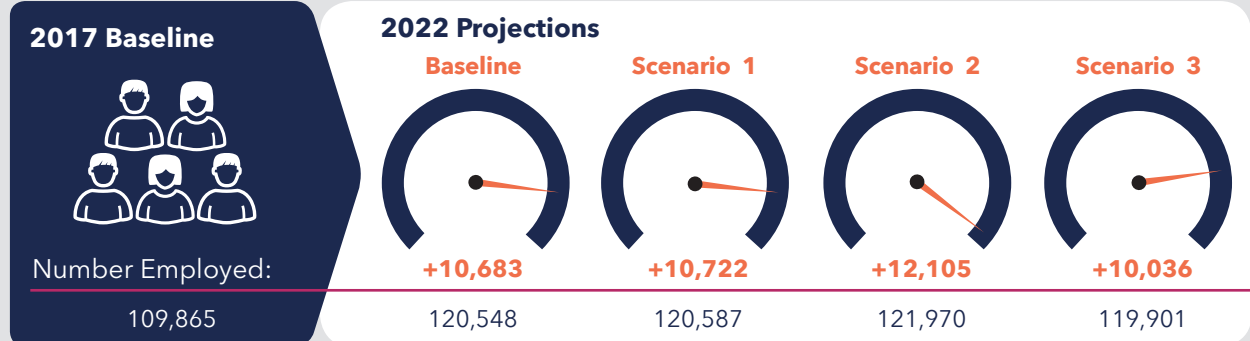 2017 Baseline
2022 Projections
Baseline Scenario 1 Scenario 2 Scenario 3
Number Employed: +10,683 +10,722 +12,105 +10,036
109,865 120,548 120,587 121,970 119,901